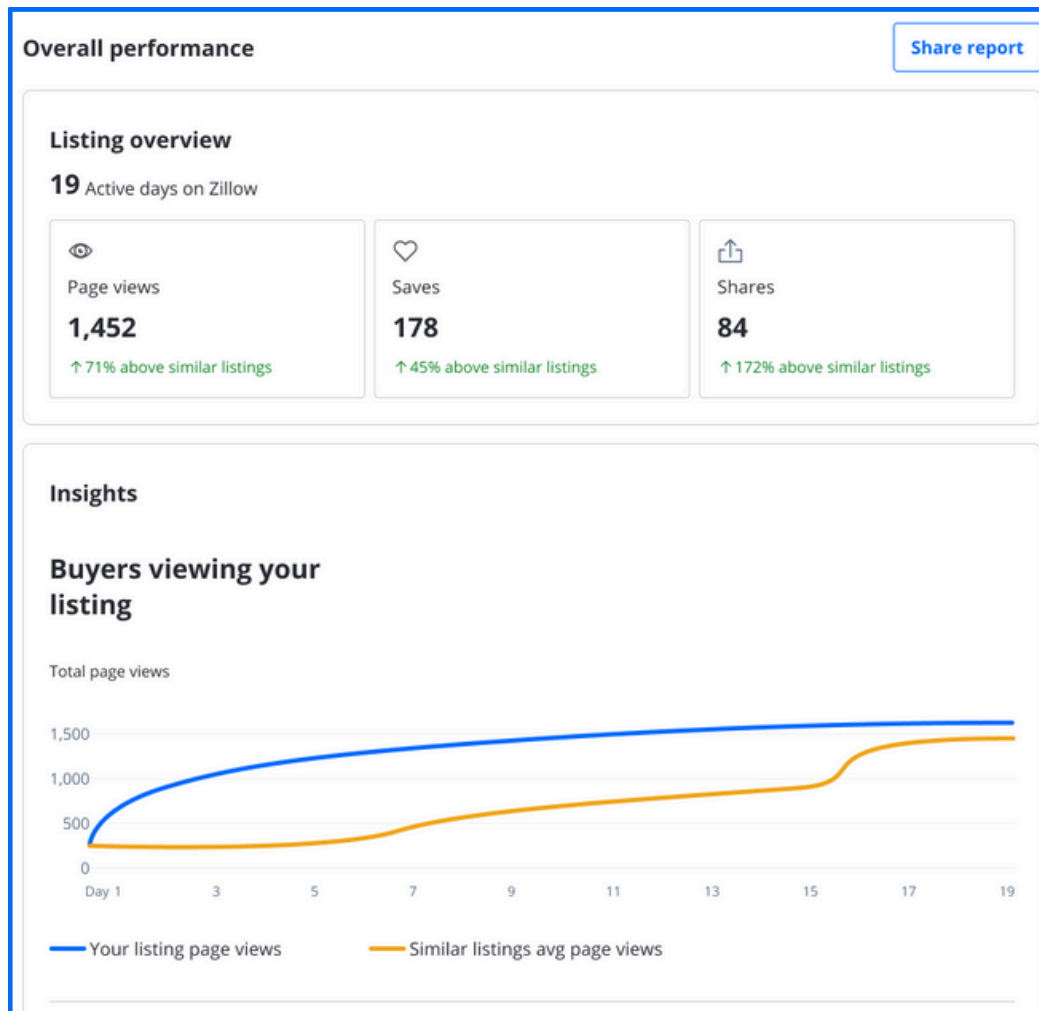 Overall performance
Share report
Listing overview
19 Active days on Zillow
Page views
1,452
↑ 71% above similar listings
Saves
178
↑ 45% above similar listings
Shares
84
↑ 172% above similar listings
Insights
Buyers viewing your
listing
Total page views
1,500
1,000
500
0
Day 1 3 5 7 9 11 13 15 17 19
Your listing page views
Similar listings avg page views